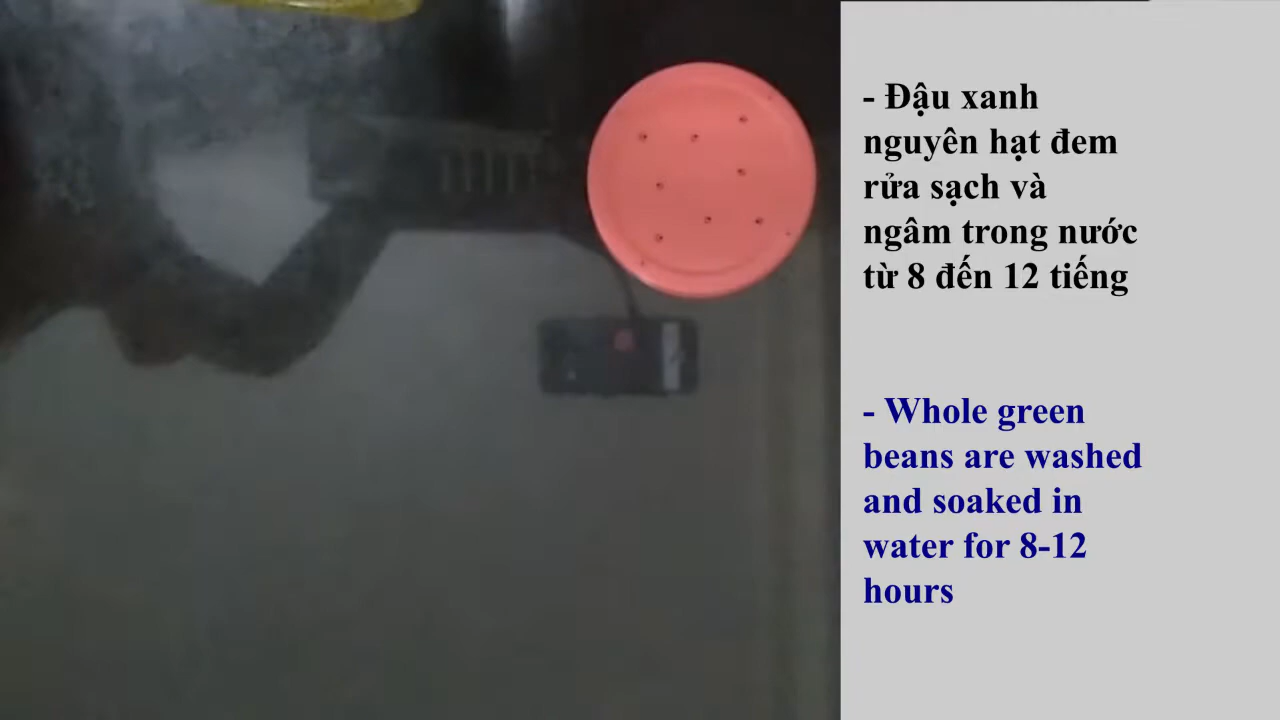 - Đậu xanh
nguyên hạt đem
rửa sạch và
ngâm trong nước
từ 8 đến 12 tiếng
- Whole green
beans are washed
and soaked in
water for 8-12
hours